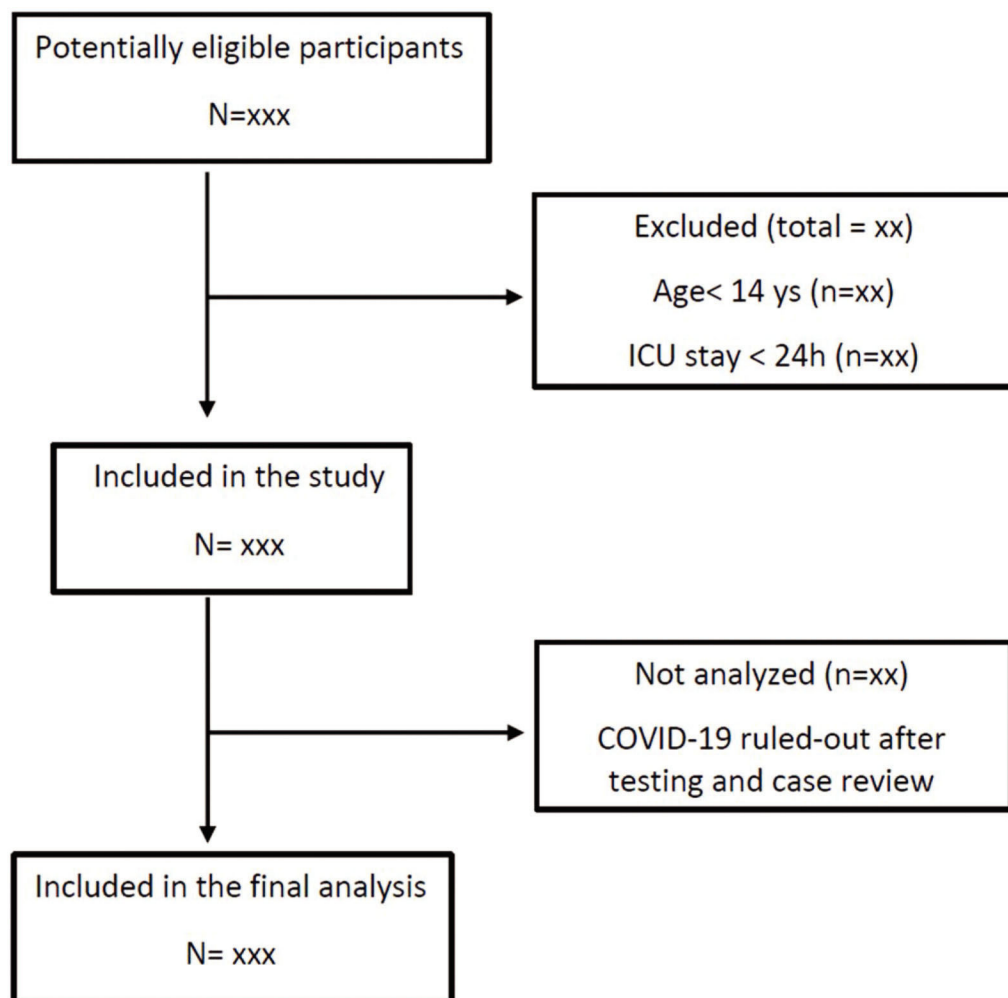 Potentially eligible participants
N=xxx
Excluded (total = xx)
Age< 14 ys (n=xx)
ICU stay < 24h (n=xx)
Included in the study
N= xxx
Not analyzed (n=xx)
COVID-19 ruled-out after
testing and case review
Included in the final analysis
N= xxx